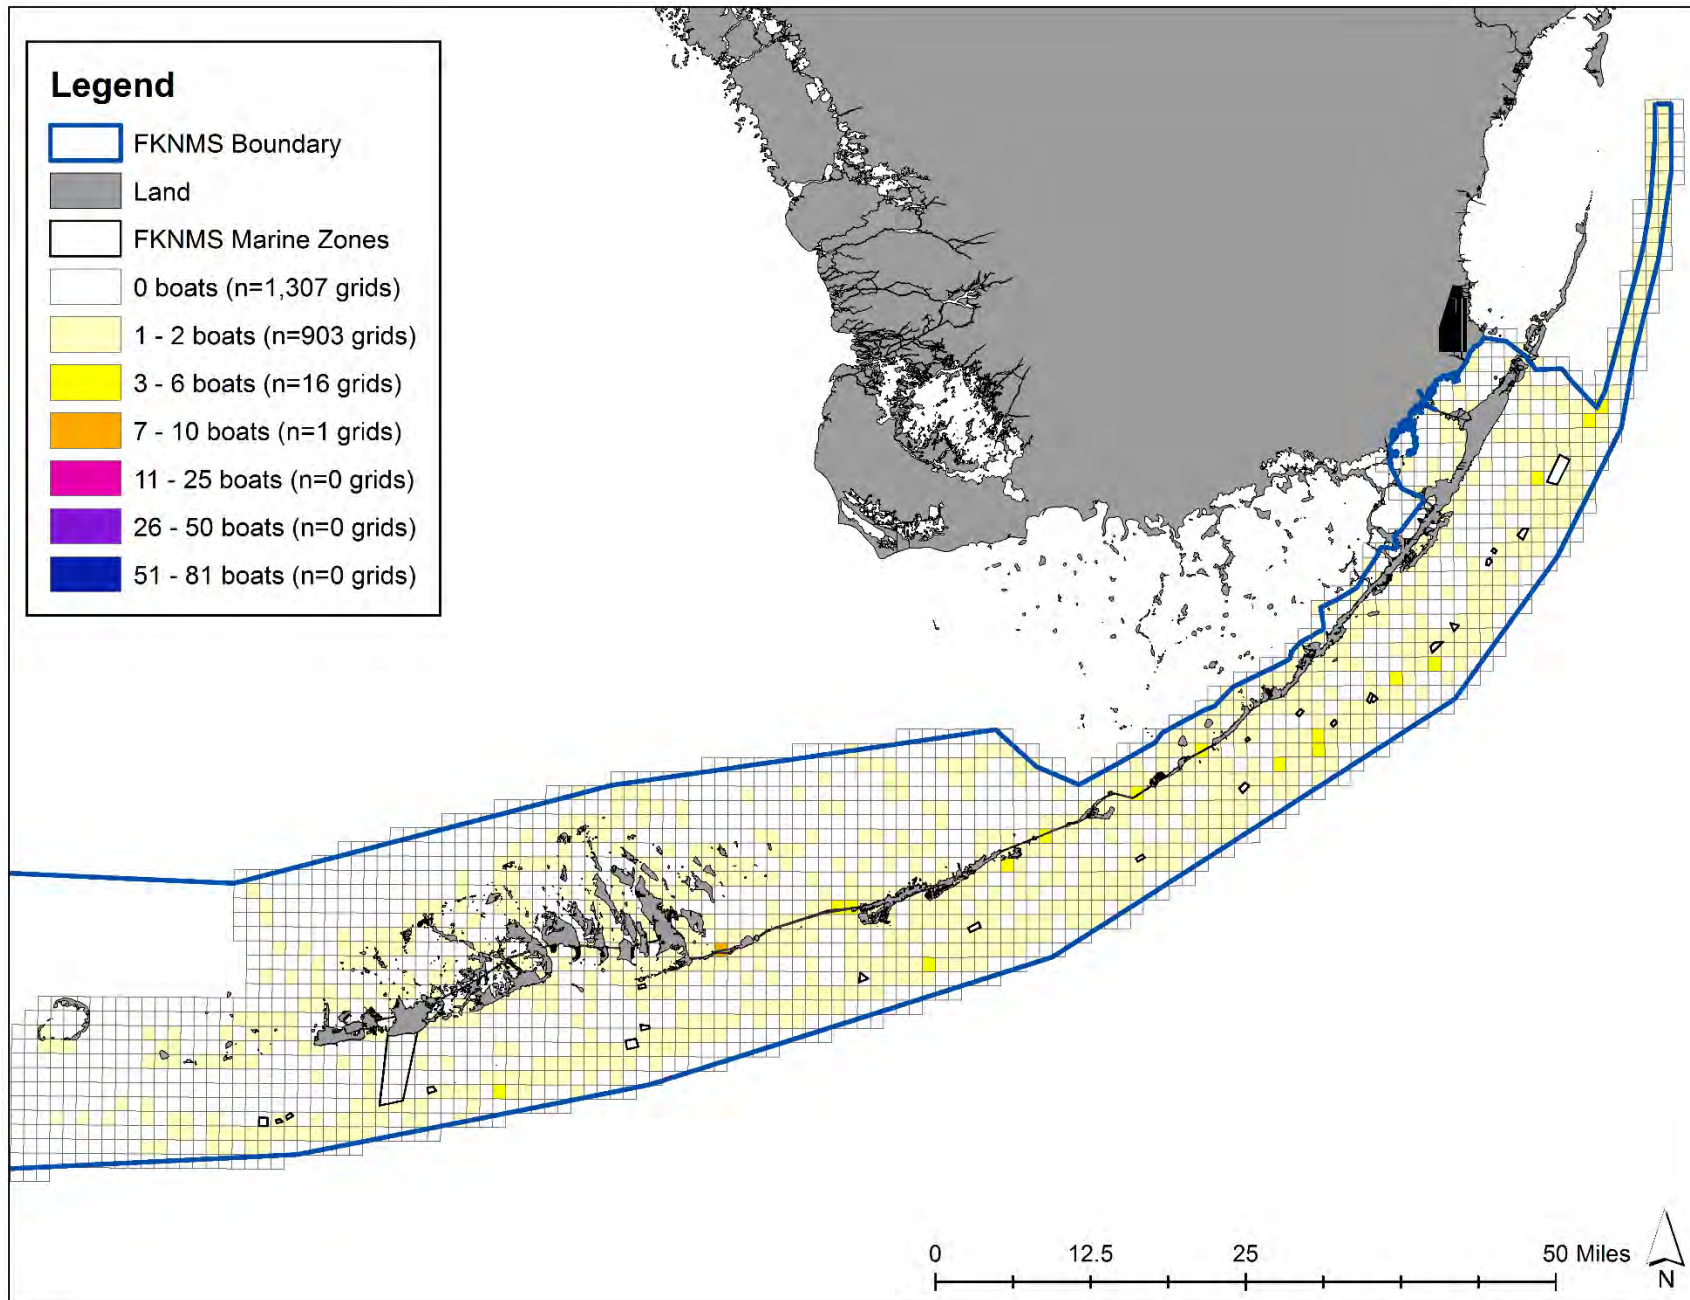 Legend
FKNMS Boundary
Land
FKNMS Marine Zones
0 boats (n=1,307 grids)
1 - 2 boats (n=903 grids)
3 - 6 boats (n=16 grids)
7 - 10 boats (n=1 grids)
11 - 25 boats (n=0 grids)
26 - 50 boats (n=0 grids)
51 - 81 boats (n=0 grids)
0 12.5 25 50 Miles
N